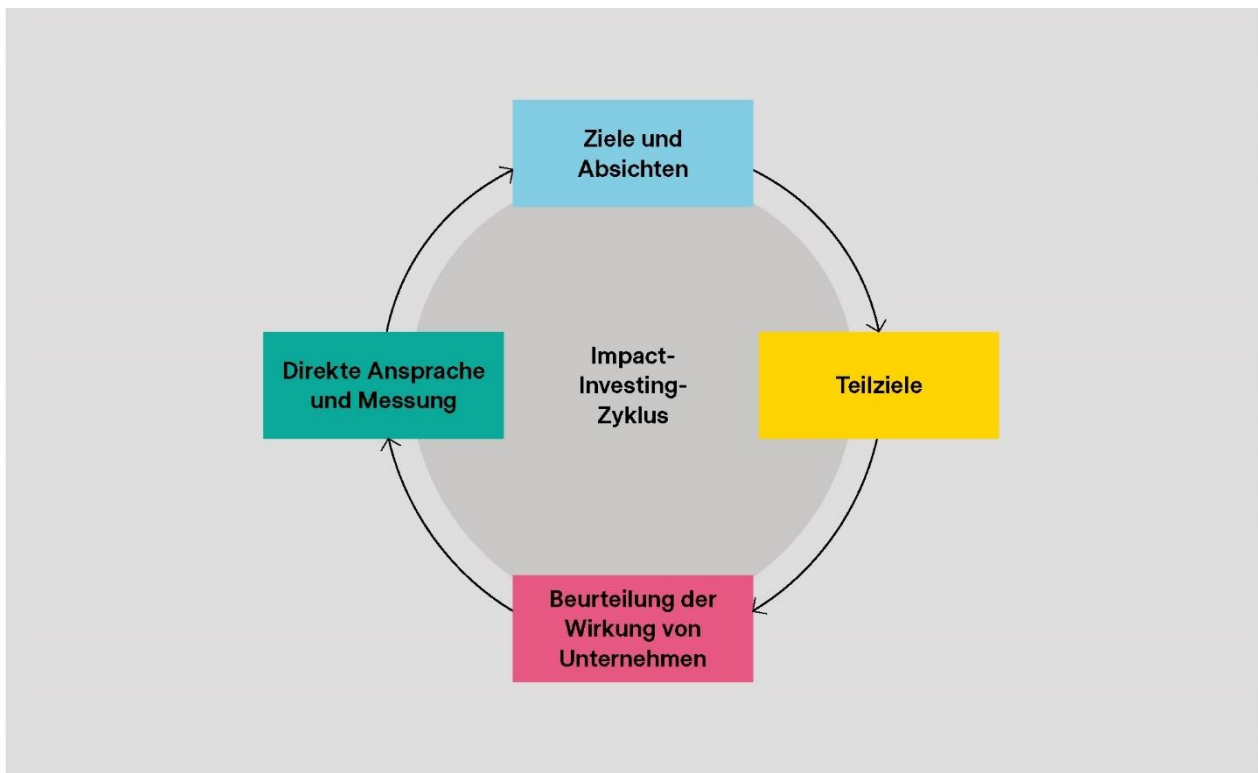 Ziele und
Absichten
Direkte Ansprache
und Messung
Impact-
Investing-
Zyklus
Teilziele
Beurteilung der
Wirkung von
Unternehmen